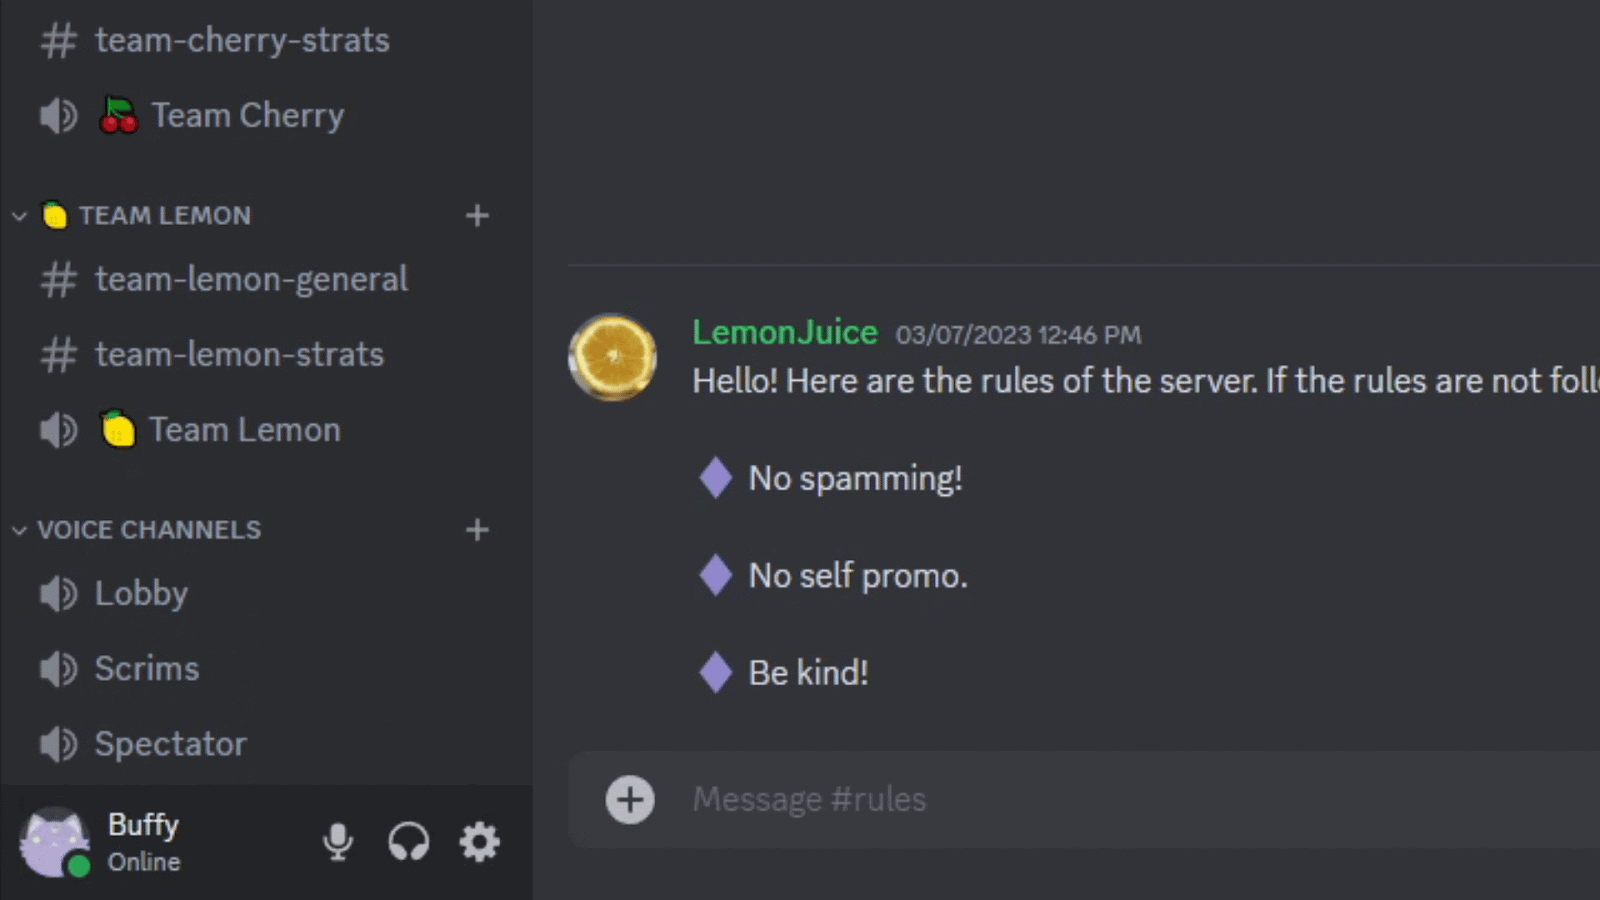 team-cherry-strats
Team Cherry
TEAM LEMON
team-lemon-general
team-lemon-strats
Team Lemon
VOICE CHANNELS
Lobby
Scrims
Spectator
Buffy
Online
LemonJuice 03/07/2023 12:46 PM
Hello! Here are the rules of the server. If the rules are not
No spamming!
No self promo.
Be kind!
Message #rules